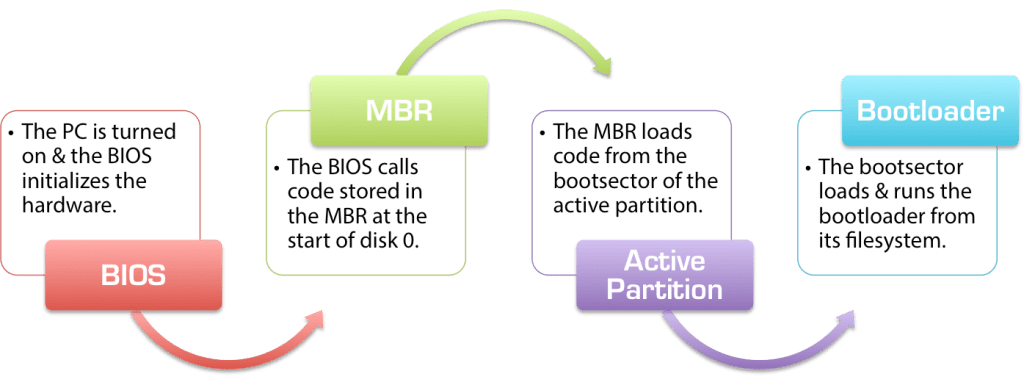 • The PC is turned
on & the BIOS
initializes the
hardware.
BIOS
MBR
• The BIOS calls
code stored in
the MBR at the
start of disk 0.
• The MBR loads
code from the
bootsector of the
active partition.
Active
Partition
Bootloader
• The bootsector
loads & runs the
bootloader from
its filesystem.